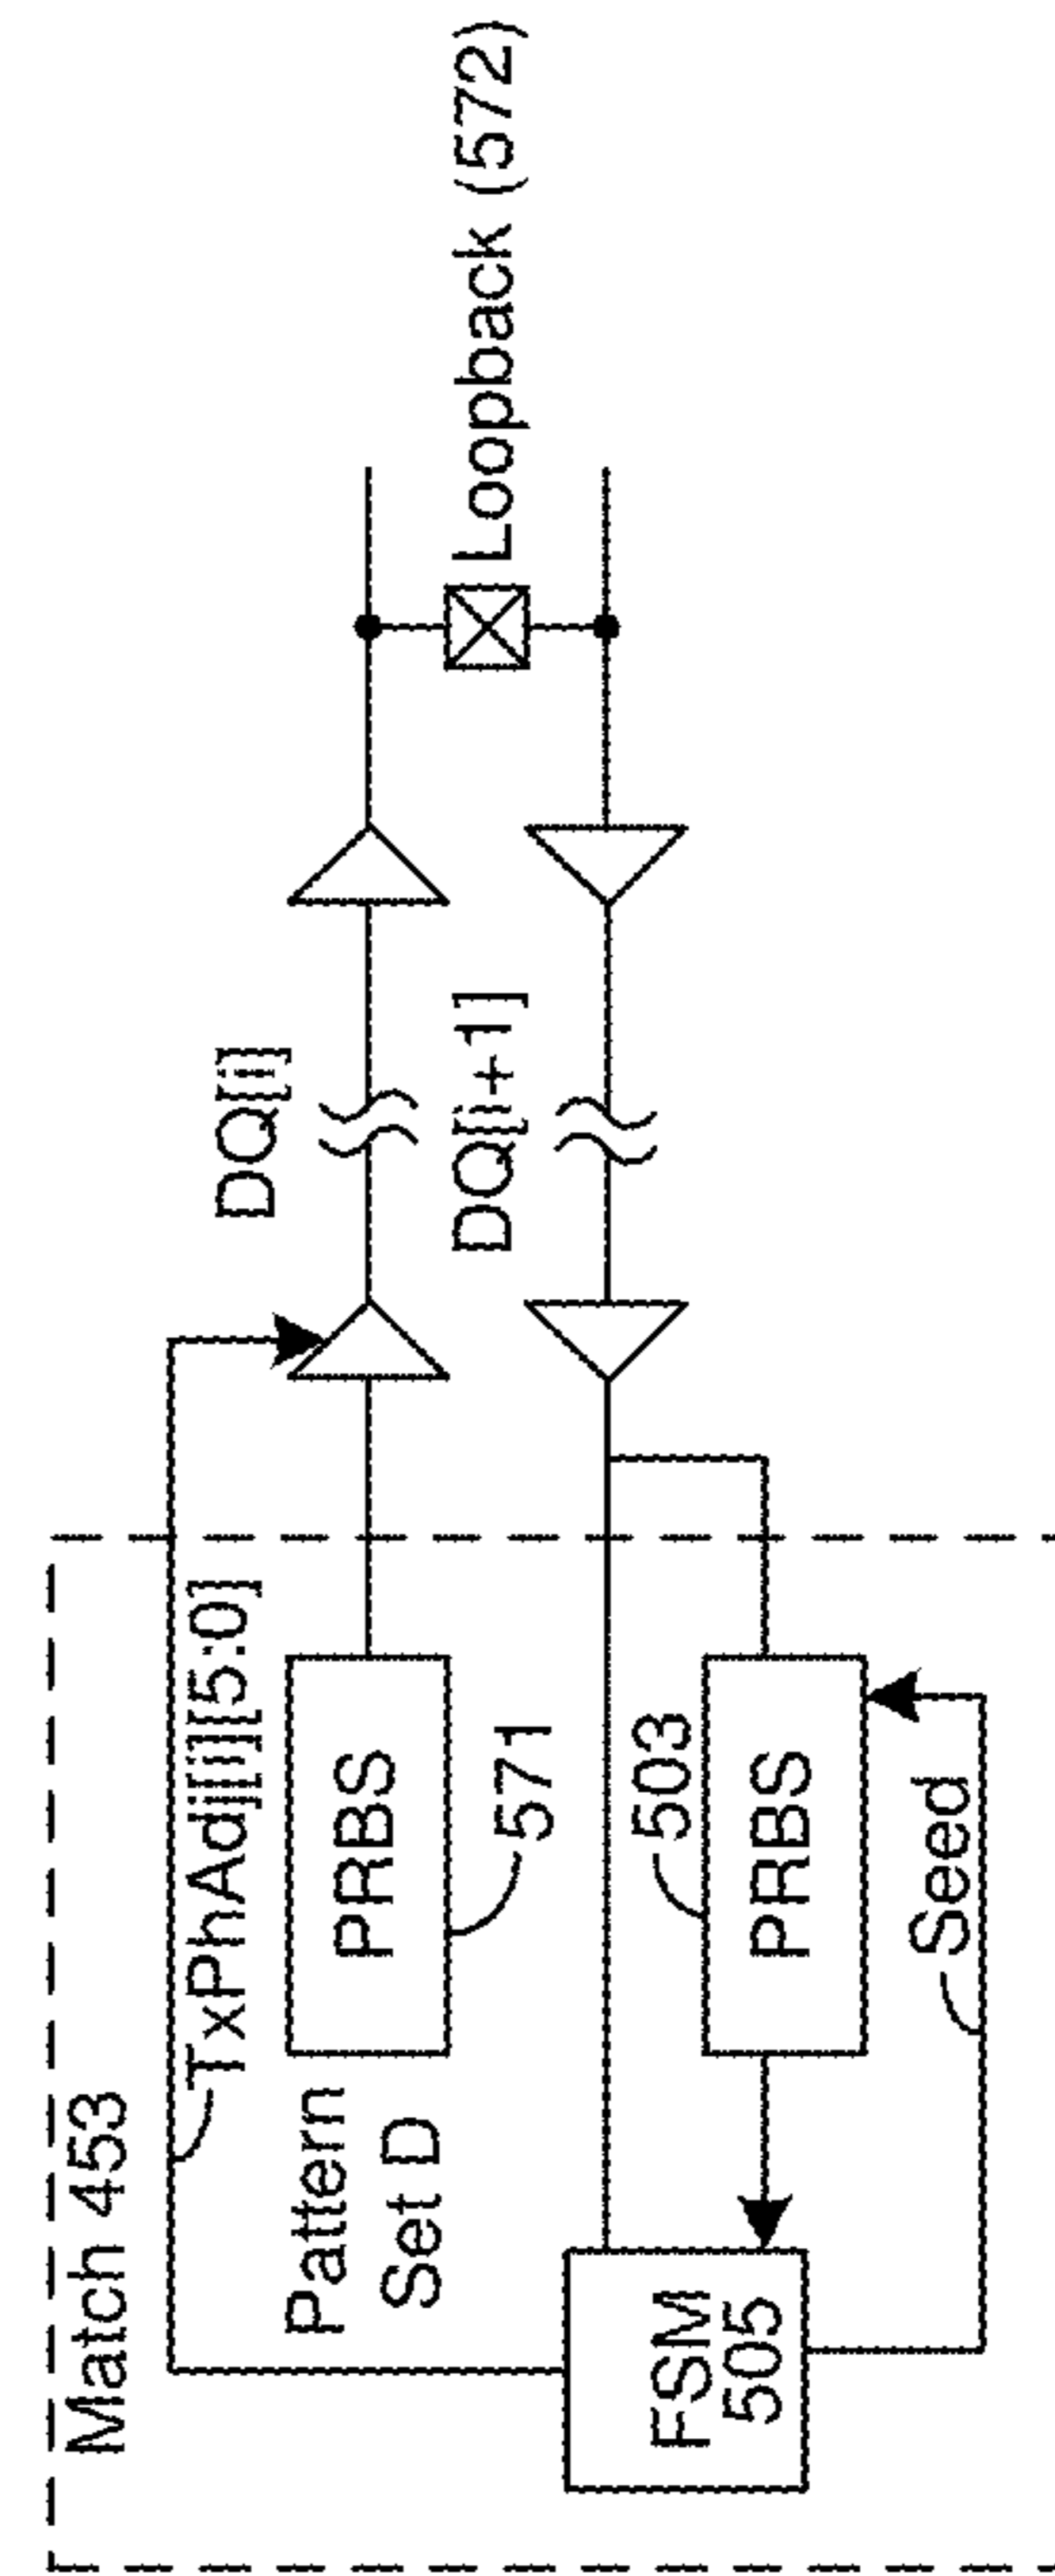 Match 453
TxPhAdj[i][5:0]
DQ[i]
Pattern
Set D
PRBS
571
DQ[i+1]
Loopback (572)
503
FSM
505
PRBS
Seed